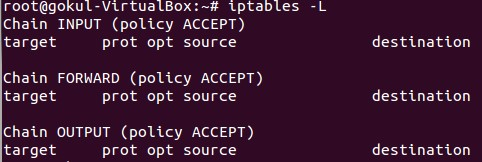 root@gokul-VirtualBox:~# iptables -L
Chain INPUT (policy ACCEPT)
target prot opt source destination
Chain FORWARD (policy ACCEPT)
target prot opt source destination
Chain OUTPUT (policy ACCEPT)
target prot opt source destination